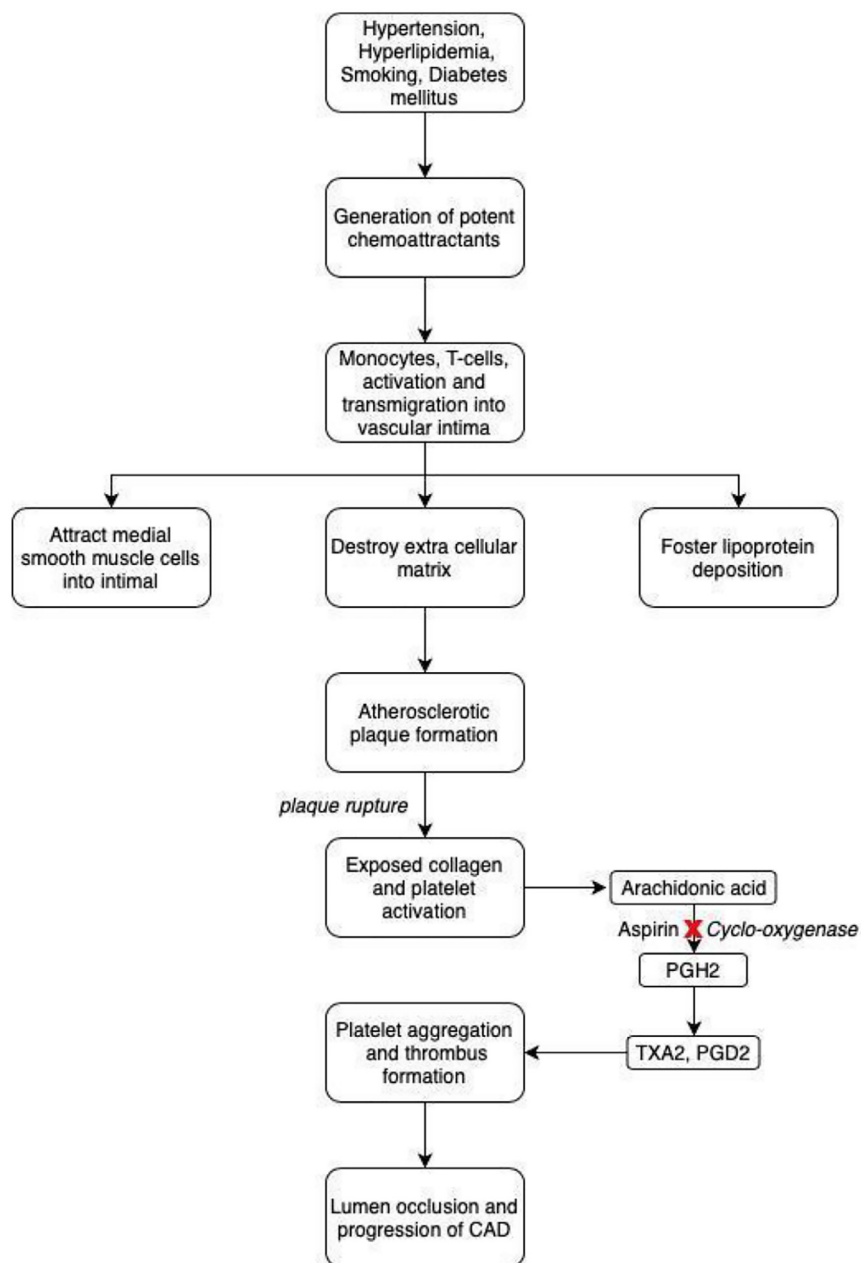 Hypertension,
Hyperlipidemia,
Smoking, Diabetes
mellitus
Generation of potent
chemoattractants
Monocytes, T-cells,
activation and
transmigration into
vascular intima
Attract medial
smooth muscle cells
into intimal
Destroy extra cellular
matrix
Foster lipoprotein
deposition
Atherosclerotic
plaque formation
plaque rupture
Exposed collagen
and platelet
activation
Arachidonic acid
Aspirin X Cyclo-oxygenase
PGH2
Platelet aggregation
and thrombus
formation
TXA2, PGD2
Lumen occlusion and
progression of CAD